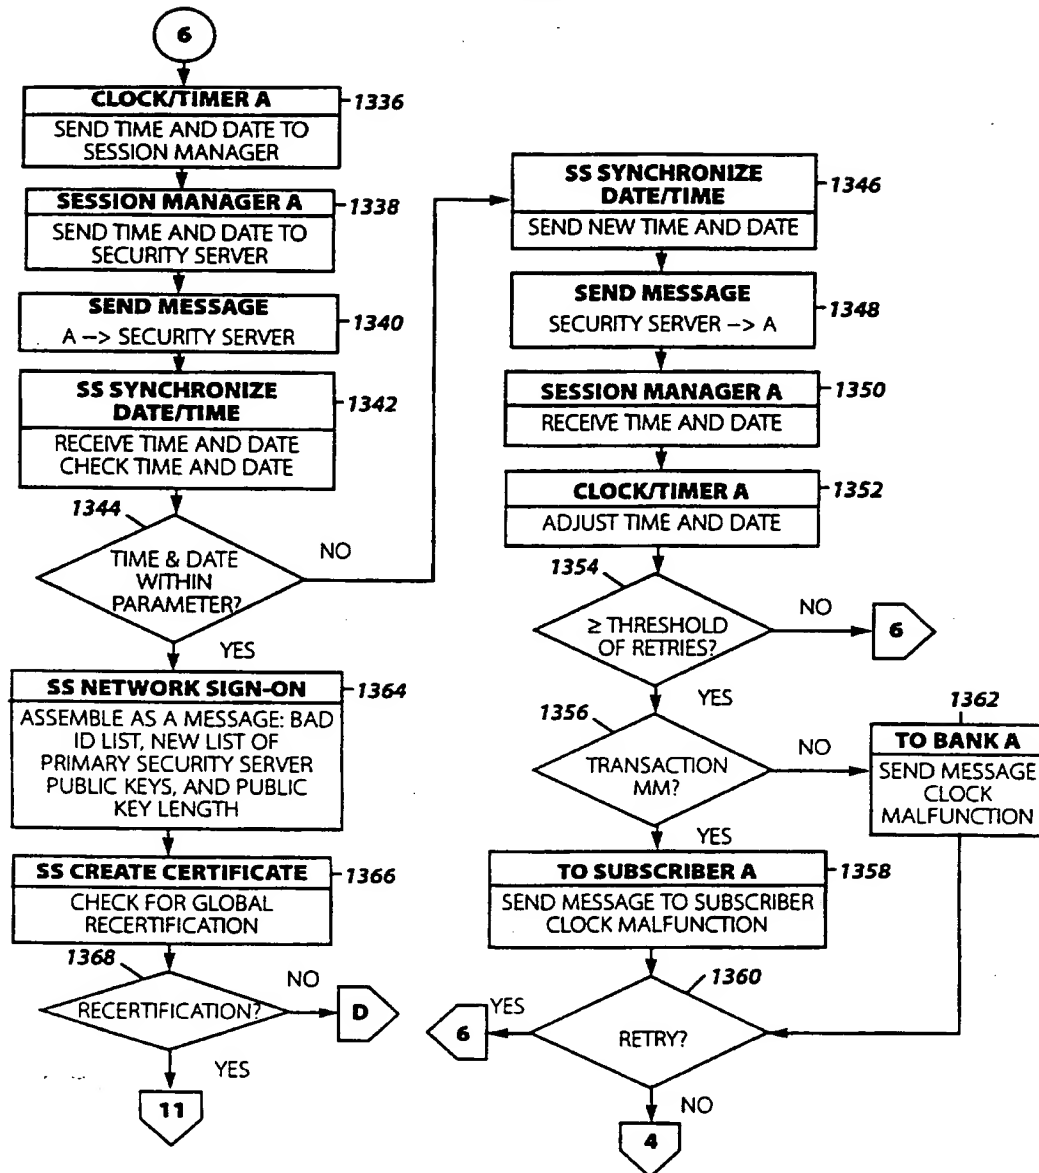 6
CLOCK/TIMER A
1336
SEND TIME AND DATE TO
SESSION MANAGER
SESSION MANAGER A
1338
SEND TIME AND DATE TO
SECURITY SERVER
SEND MESSAGE
1340
A –> SECURITY SERVER
SS SYNCHRONIZE
DATE/TIME
1342
RECEIVE TIME AND DATE
CHECK TIME AND DATE
1344
TIME & DATE
WITHIN
PARAMETER?
NO
YES
SS NETWORK SIGN-ON
1364
ASSEMBLE AS A MESSAGE: BAD
ID LIST, NEW LIST OF
PRIMARY SECURITY SERVER
PUBLIC KEYS, AND PUBLIC
KEY LENGTH
SS CREATE CERTIFICATE
1366
CHECK FOR GLOBAL
RECERTIFICATION
1368
RECERTIFICATION?
NO
D
YES
11
SS SYNCHRONIZE
DATE/TIME
1346
SEND NEW TIME AND DATE
SEND MESSAGE
1348
SECURITY SERVER –> A
SESSION MANAGER A
1350
RECEIVE TIME AND DATE
CLOCK/TIMER A
1352
ADJUST TIME AND DATE
1354
≥ THRESHOLD
OF RETRIES?
NO
6
YES
1356
TRANSACTION
MM?
NO
1362
TO BANK A
SEND MESSAGE
CLOCK
MALFUNCTION
YES
TO SUBSCRIBER A
1358
SEND MESSAGE TO SUBSCRIBER
CLOCK MALFUNCTION
1360
RETRY?
YES
6
NO
4